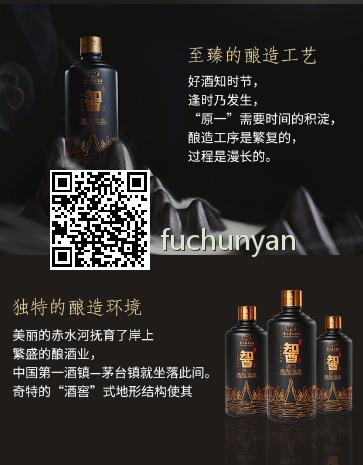 至臻的酿造工艺
好酒知时节，
逢时乃发生，
“原一”需要时间的积淀，
酿造工序是繁复的，
过程是漫长的。
智
fuchunyan
独特的酿造环境
美丽的赤水河抚育了岸上
繁盛的酿酒业，
中国第一酒镇—茅台镇就坐落此间。
奇特的“酒窖”式地形结构使其
智